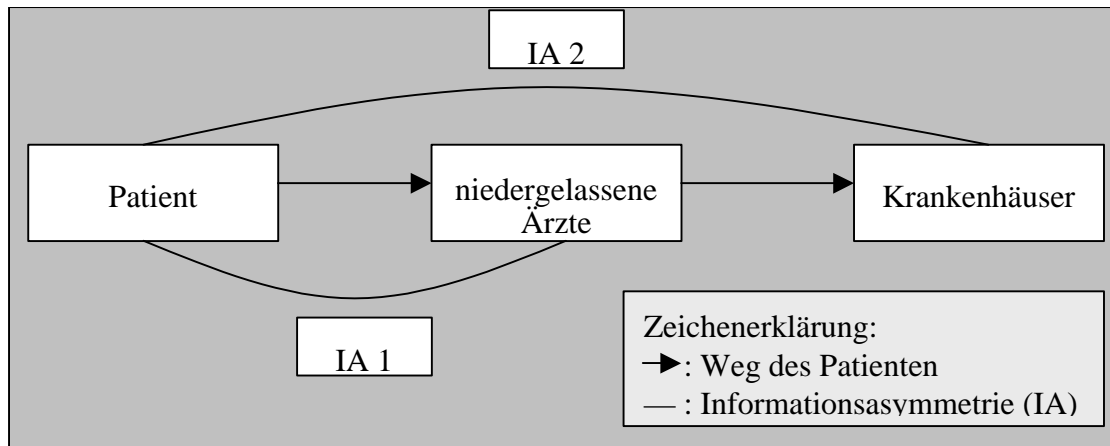 IA 2
Patient
niedergelassene
Ärzte
Krankenhäuser
IA 1
Zeichenerklärung:
: Weg des Patienten
— : Informationsasymmetrie (IA)